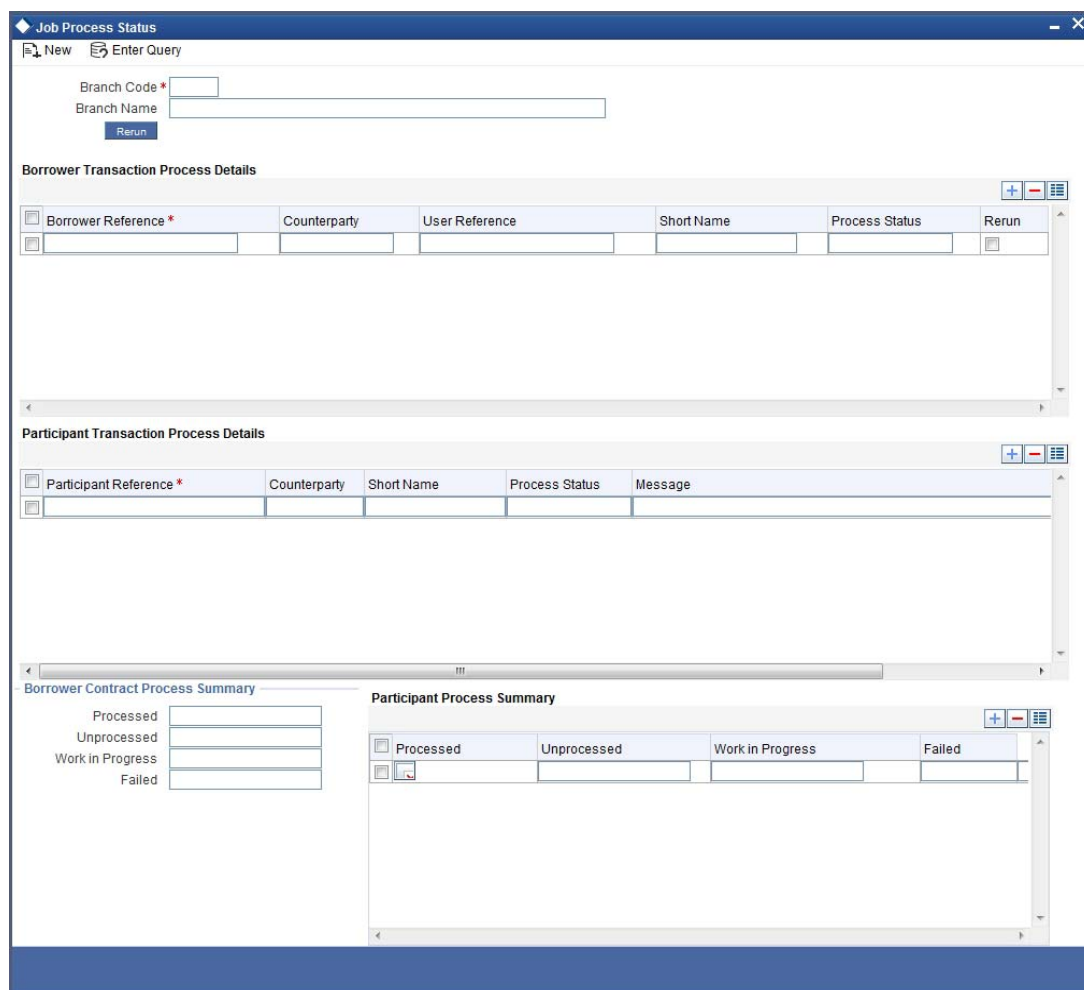 Job Process Status
New Enter Query
Branch Code *
Branch Name
Rerun
Borrower Transaction Process Details
Borrower Reference * Counterparty User Reference Short Name Process Status Rerun
Participant Transaction Process Details
Participant Reference * Counterparty Short Name Process Status Message
Borrower Contract Process Summary
Processed
Unprocessed
Work in Progress
Failed
Participant Process Summary
Processed Unprocessed Work in Progress Failed